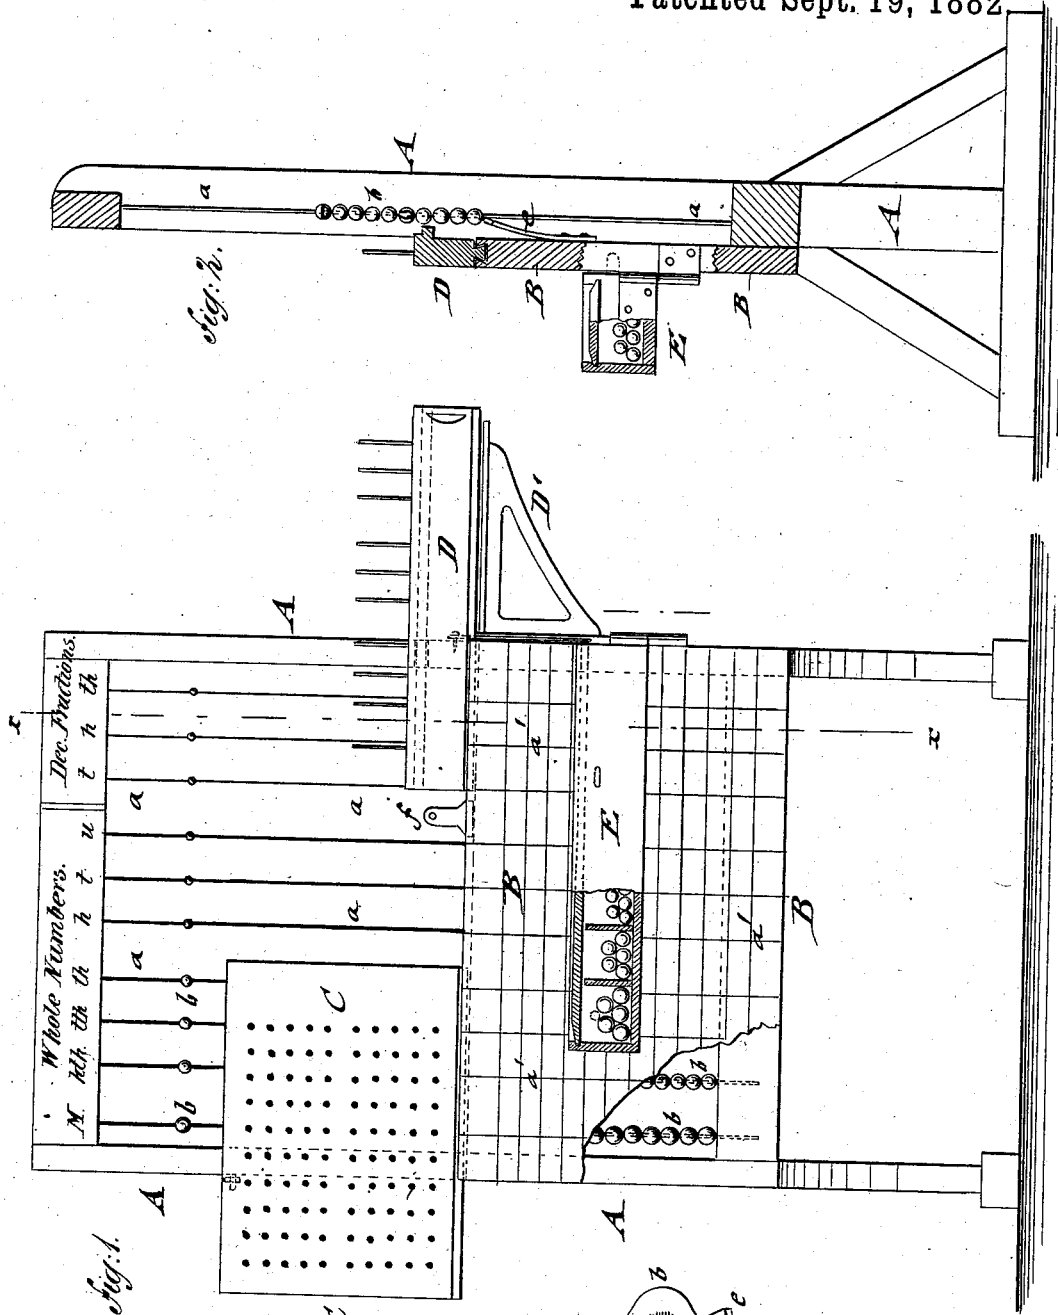 Patented Sept. 19, 1882.
Fig: 2.
A
a
b
e
a
A
D
B
B
E
Fig: 1.
x
Whole Numbers. Dec. Fractions.
M hth tth th h t u t h th
A
A
b
b
a
a
a
a
C
f
D
D'
B
a'
a'
E
x
a'
B
b
b
A
b
e